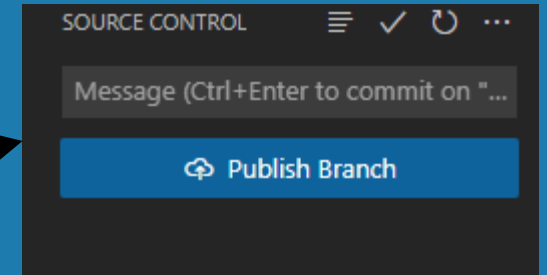 SOURCE CONTROL
Message (Ctrl+Enter to commit on "...
Publish Branch